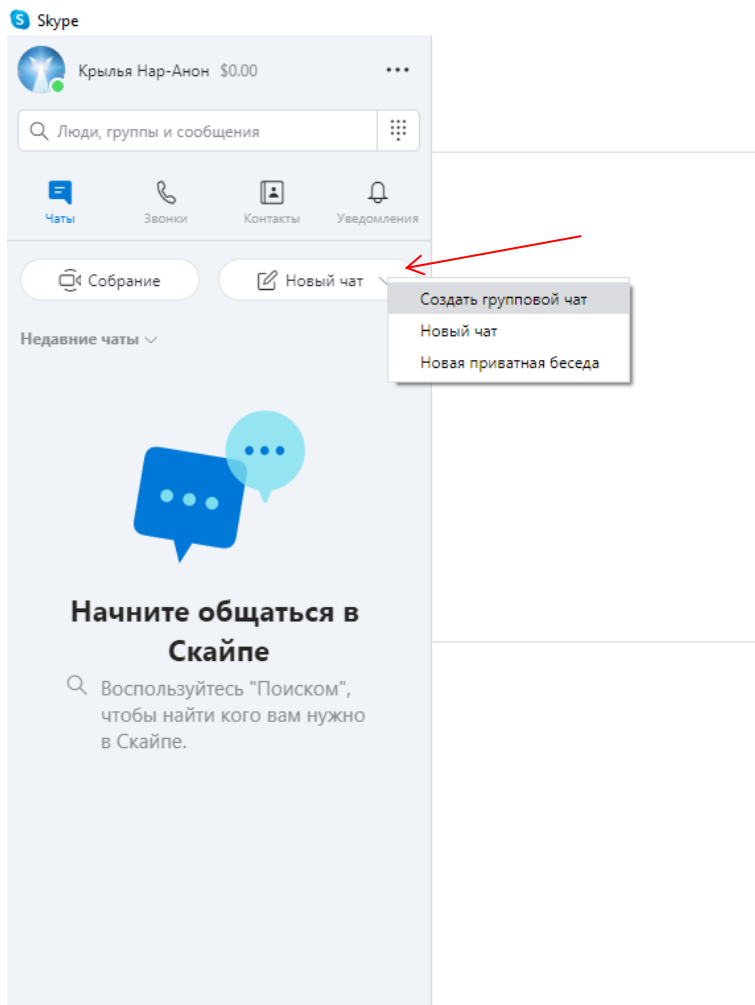 Skype
Крылья Нар-Анон $0.00
Люди, группы и сообщения
Чаты Звонки Контакты Уведомления
Собрание Новый чат
Создать групповой чат
Недавние чаты
Новый чат
Новая приватная беседа
Начните общаться в
Скайпе
Воспользуйтесь "Поиском",
чтобы найти кого вам нужно
в Скайпе.